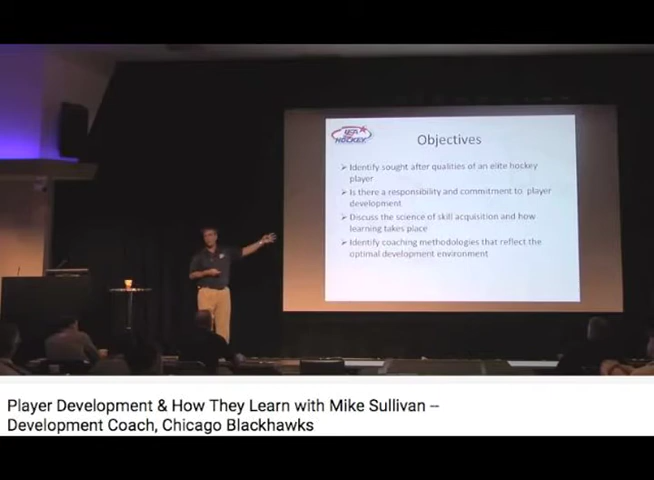 USA
HOCKEY
Objectives
➢ Identify sought after qualities of an elite hockey
player
➢ Is there a responsibility and commitment to player
development
➢ Discuss the science of skill acquisition and how
learning takes place
➢ Identify coaching methodologies that reflect the
optimal development environment
Player Development & How They Learn with Mike Sullivan –
Development Coach, Chicago Blackhawks